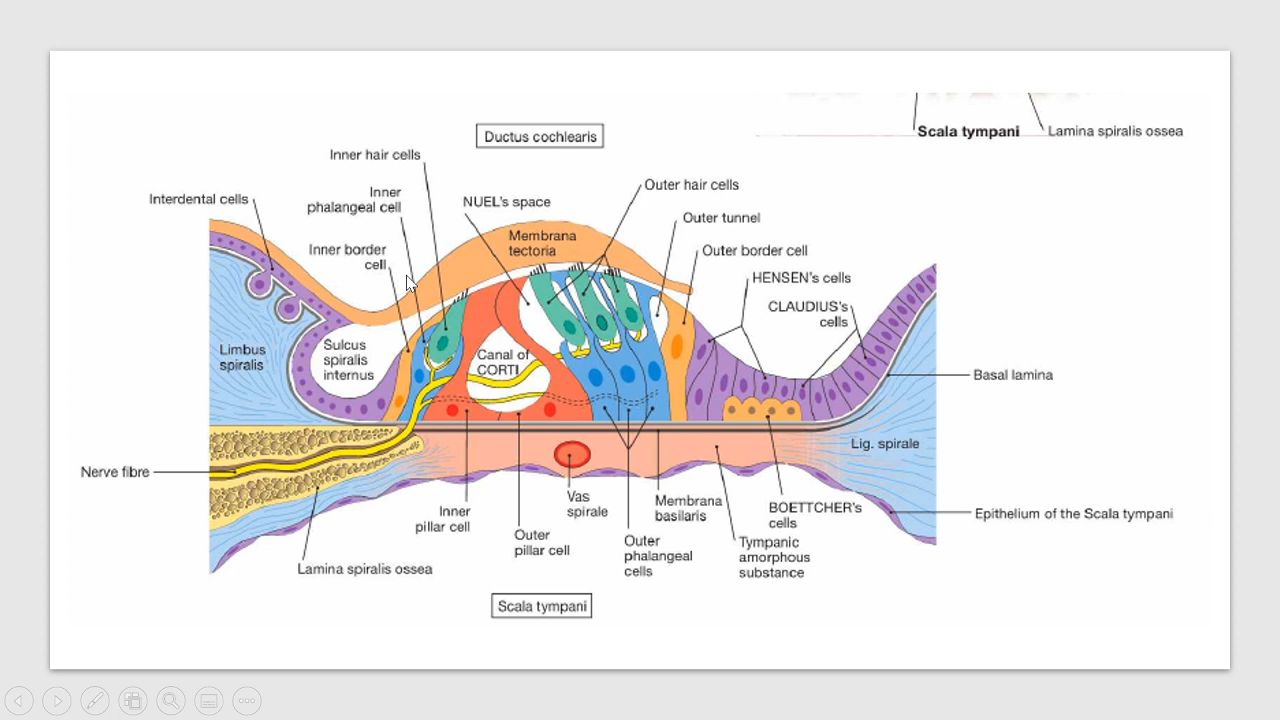 Scala tympani
Lamina spiralis ossea
Ductus cochlearis
Inner hair cells
Interdental cells
Inner
phalangeal cell
NUEL's space
Outer hair cells
Outer tunnel
Membrana
tectoria
Inner border
cell
Outer border cell
HENSEN's cells
CLAUDIUS's
cells
Limbus
spiralis
Sulcus
spiralis
internus
Canal of
CORTI
Basal lamina
Lig. spirale
Nerve fibre
Inner
pillar cell
Outer
pillar cell
Vas
spirale
Membrana
basilaris
BOETTCHER's
cells
Epithelium of the Scala tympani
Outer
phalangeal
cells
Tympanic
amorphous
substance
Lamina spiralis ossea
Scala tympani